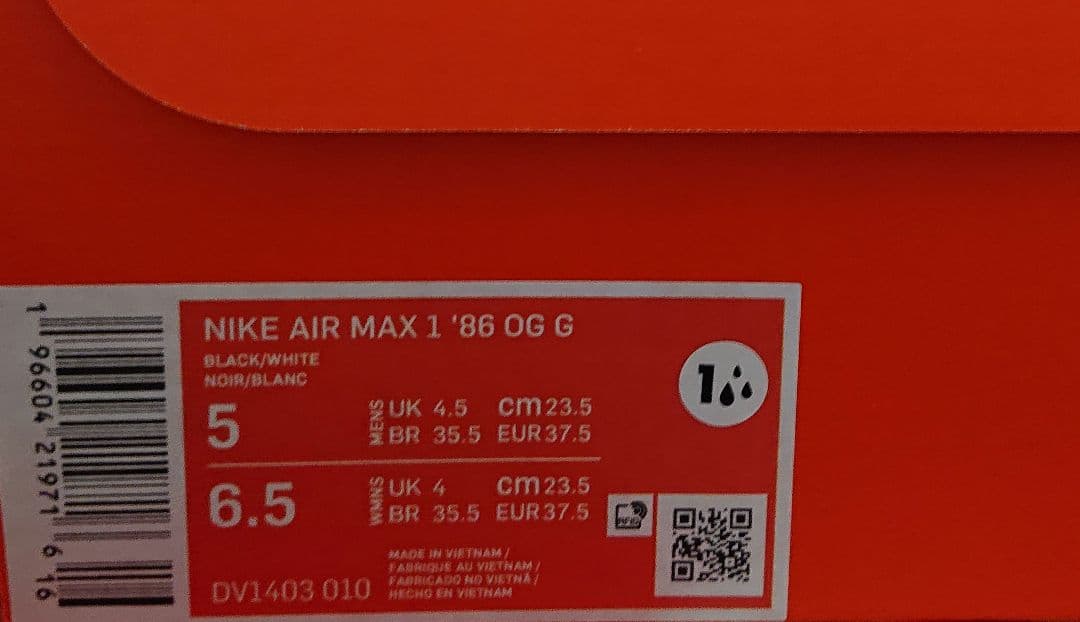 NIKE AIR MAX 1 '86 OG G
BLACK/WHITE
NOIR/BLANC
5 MENS UK 4.5 cm 23.5
BR 35.5 EUR 37.5
6.5 WMNS UK 4 cm 23.5
BR 35.5 EUR 37.5
MADE IN VIETNAM /
FABRIQUE AU VIETNAM /
FABRICADO NO VIETNÃ /
HECHO EN VIETNAM
DV1403 010
1
RFID
1 96604 21971 6 16